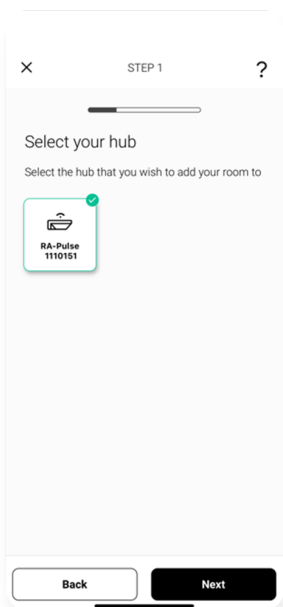 STEP 1
?
Select your hub
Select the hub that you wish to add your room to
RA-Pulse
1110151
Back
Next